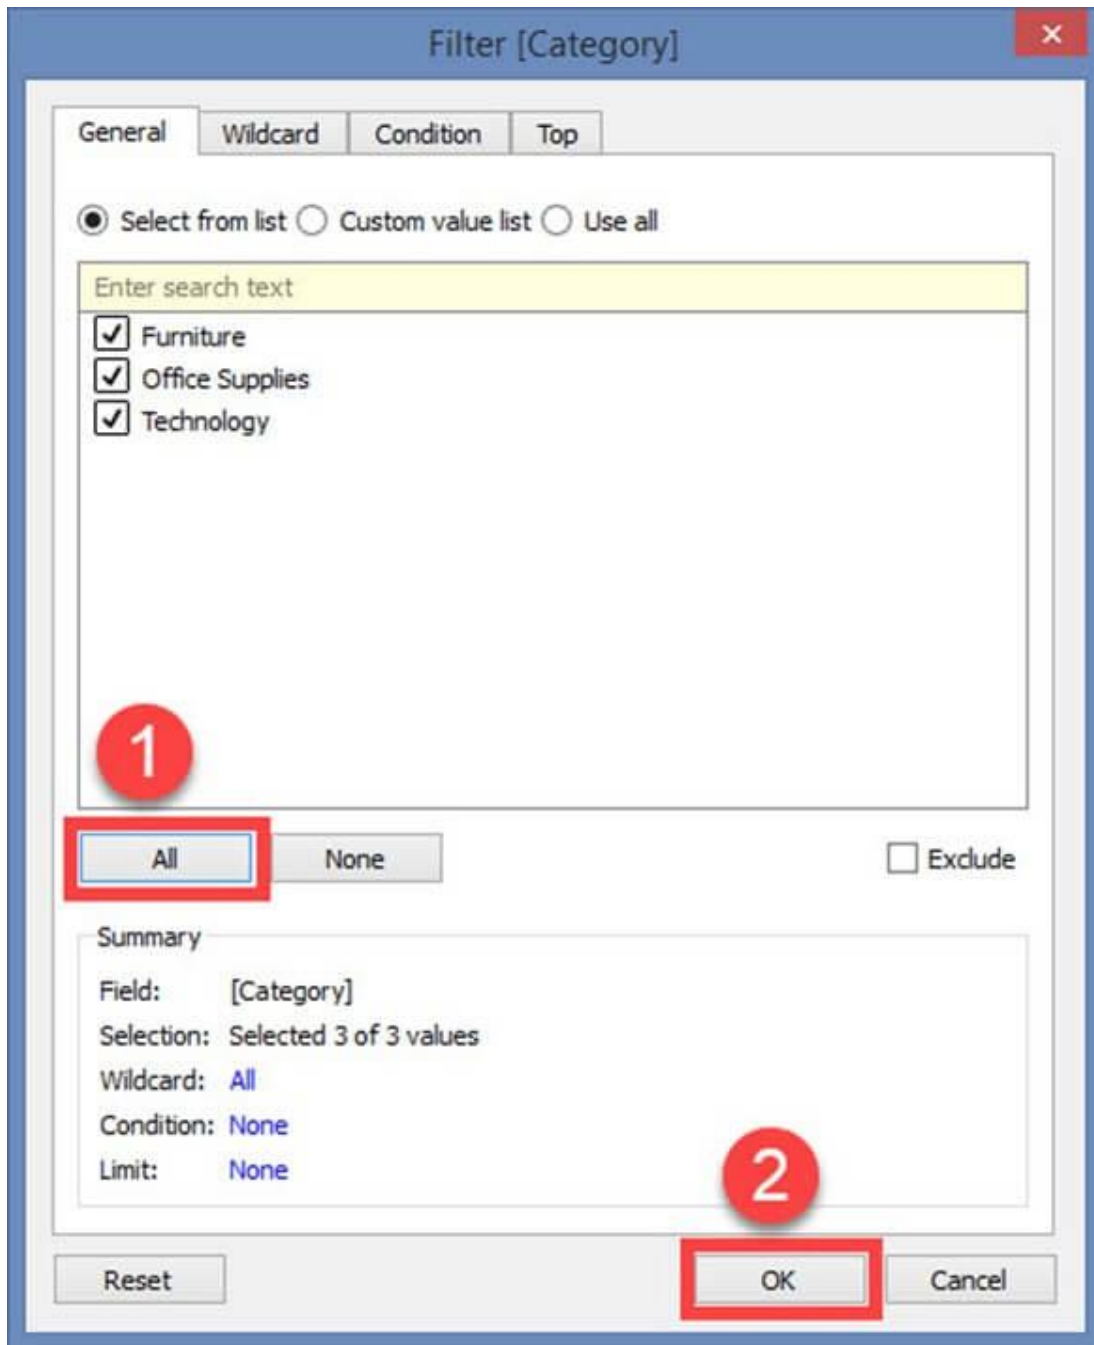 Filter [Category]
General Wildcard Condition Top
Select from list Custom value list Use all
Enter search text
Furniture
Office Supplies
Technology
1
All None Exclude
Summary
Field: [Category]
Selection: Selected 3 of 3 values
Wildcard: All
Condition: None
Limit: None
2
Reset OK Cancel